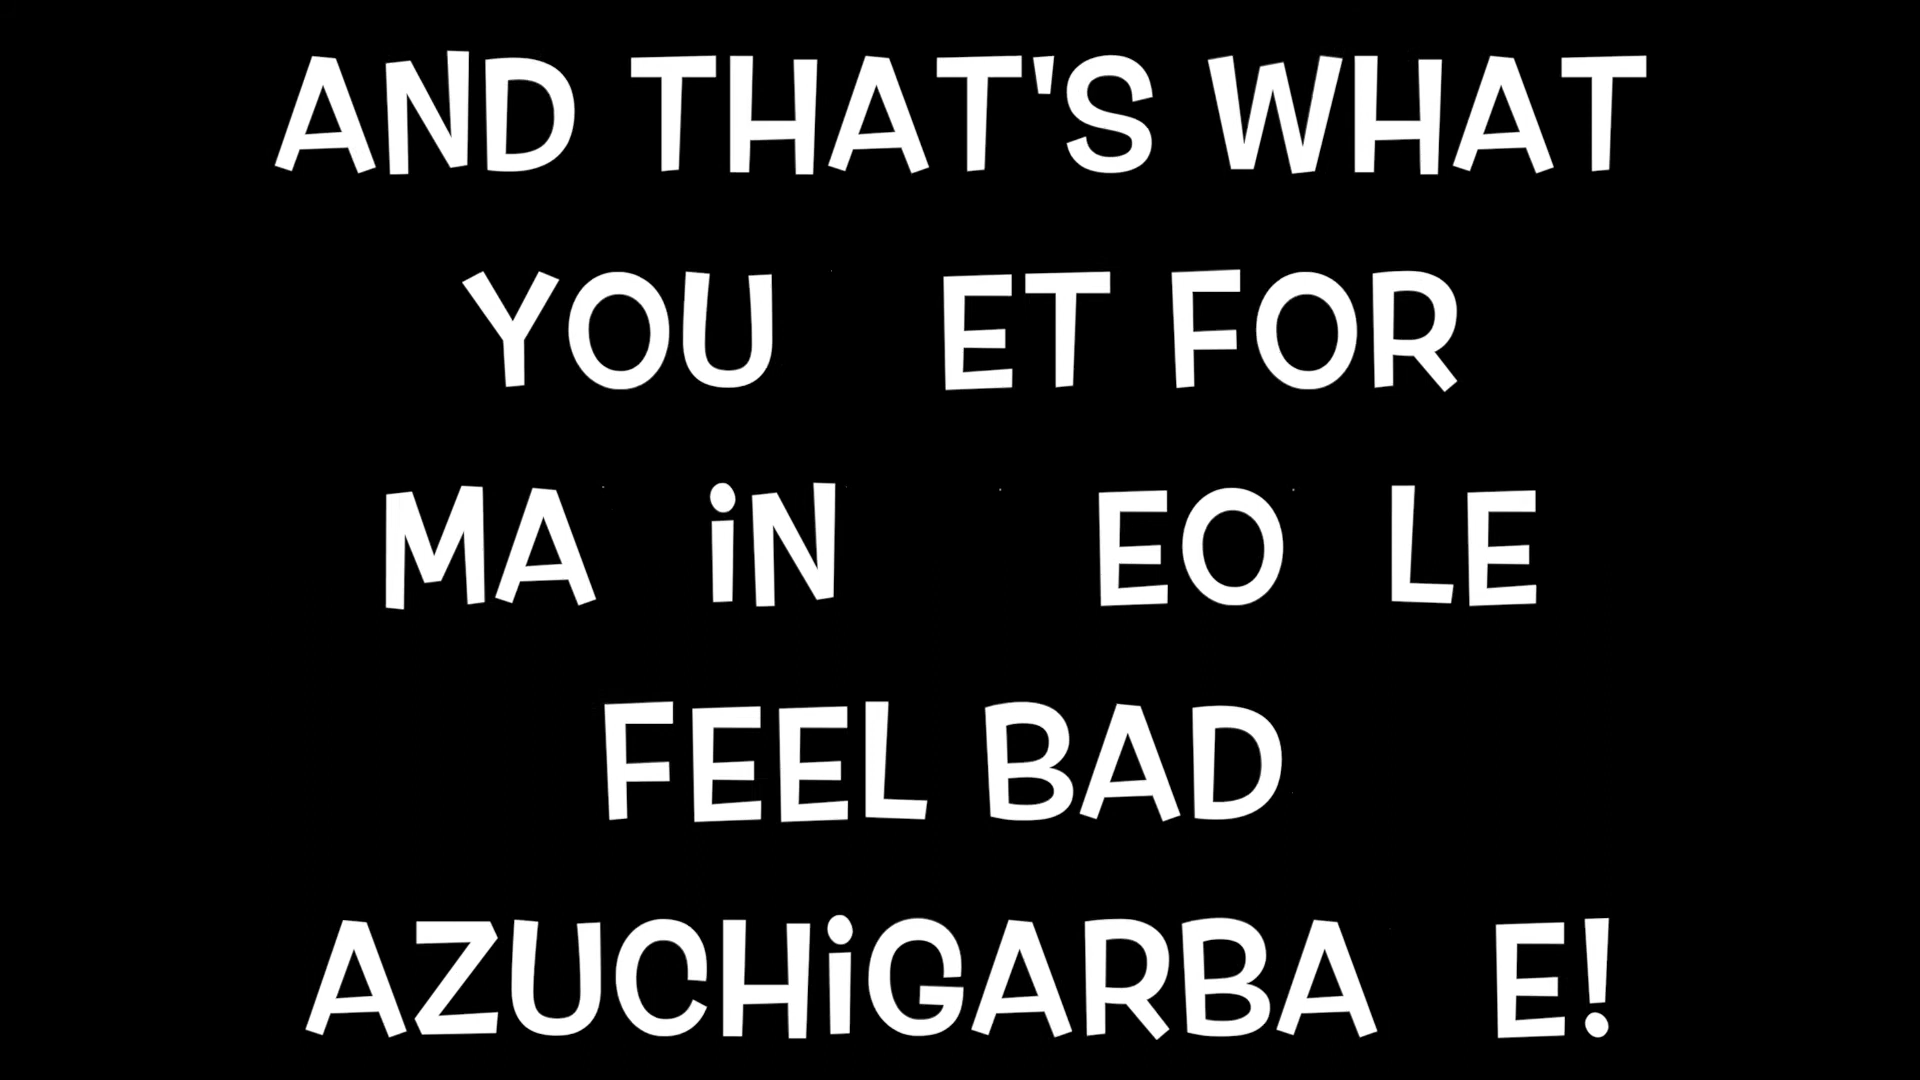 AND THAT'S WHAT
YOU ET FOR
MA iN EO LE
FEEL BAD
AZUCHiGARBA E!